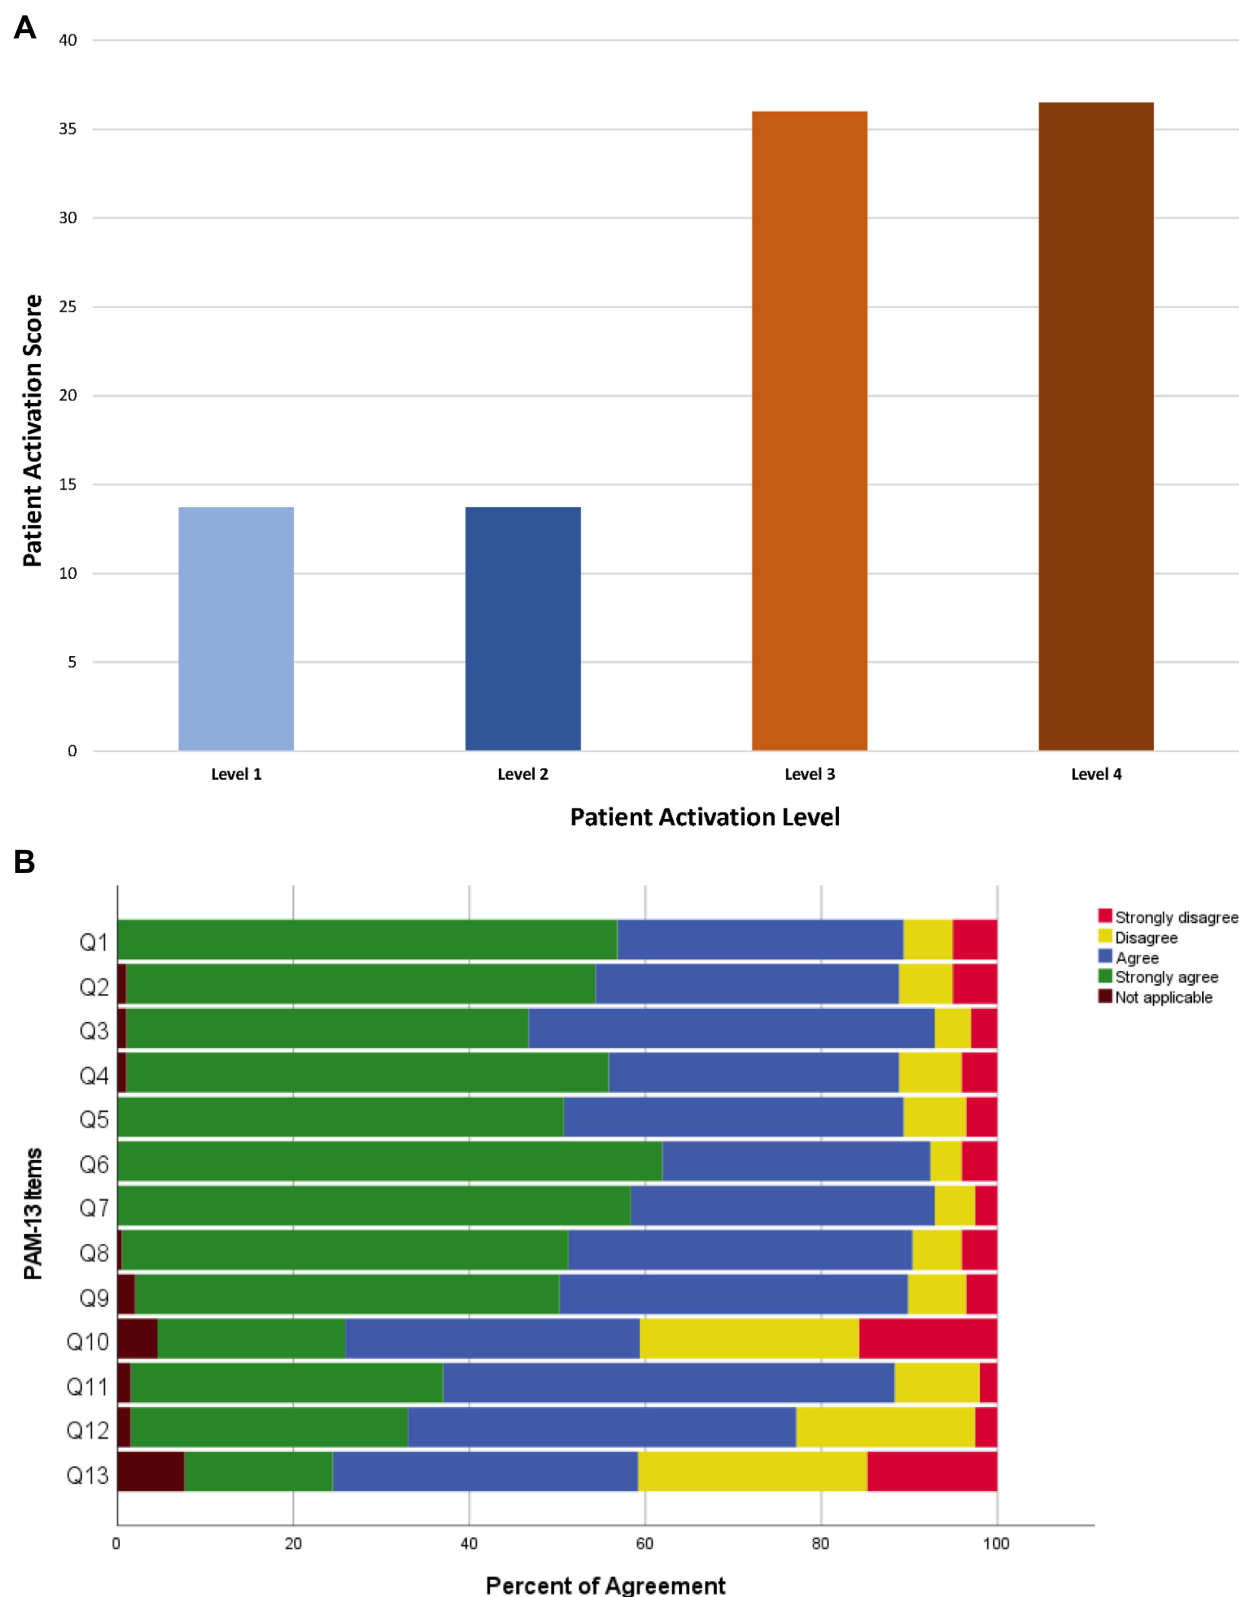 A
40
35
30
25
20
15
10
5
0
Patient Activation Score
Level 1 Level 2 Level 3 Level 4
Patient Activation Level
B
Q1
Q2
Q3
Q4
Q5
Q6
Q7
Q8
Q9
Q10
Q11
Q12
Q13
PAM-13 Items
0 20 40 60 80 100
Percent of Agreement
Strongly disagree
Disagree
Agree
Strongly agree
Not applicable